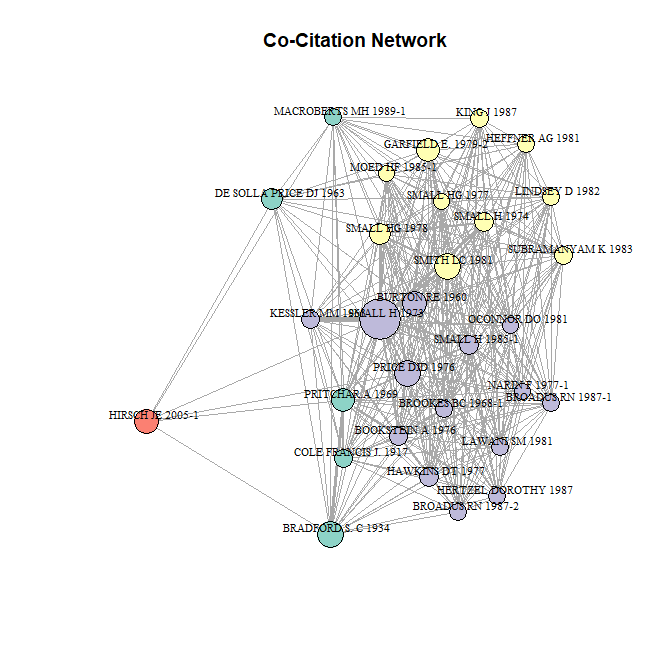 Co-Citation Network
MACROBERTS MH 1989-1
KING J 1987
HEFFNER AG 1981
GARFIELD E. 1979-2
MOED HF 1985-1
DE SOLLA PRICE DJ 1963
SMALL HG 1977
LINDSEY D 1982
SMALL H 1974
SMALL HG 1978
SUBRAMANYAM K 1983
SMITH LC 1981
BURTON RE 1960
KESSLER MM 1963
SMALL H 1973
OCONNOR DO 1981
SMALL H 1985-1
PRICE DJD 1976
NARIN F 1977-1
PRITCHAR A 1969
BROADUS RN 1987-1
BROOKES BC 1968-1
HIRSCH JE 2005-1
BOOKSTEIN A 1976
LAWANI SM 1981
COLE FRANCIS J. 1917
HAWKINS DT 1977
HERTZEL DOROTHY 1987
BROADUS RN 1987-2
BRADFORD S. C 1934